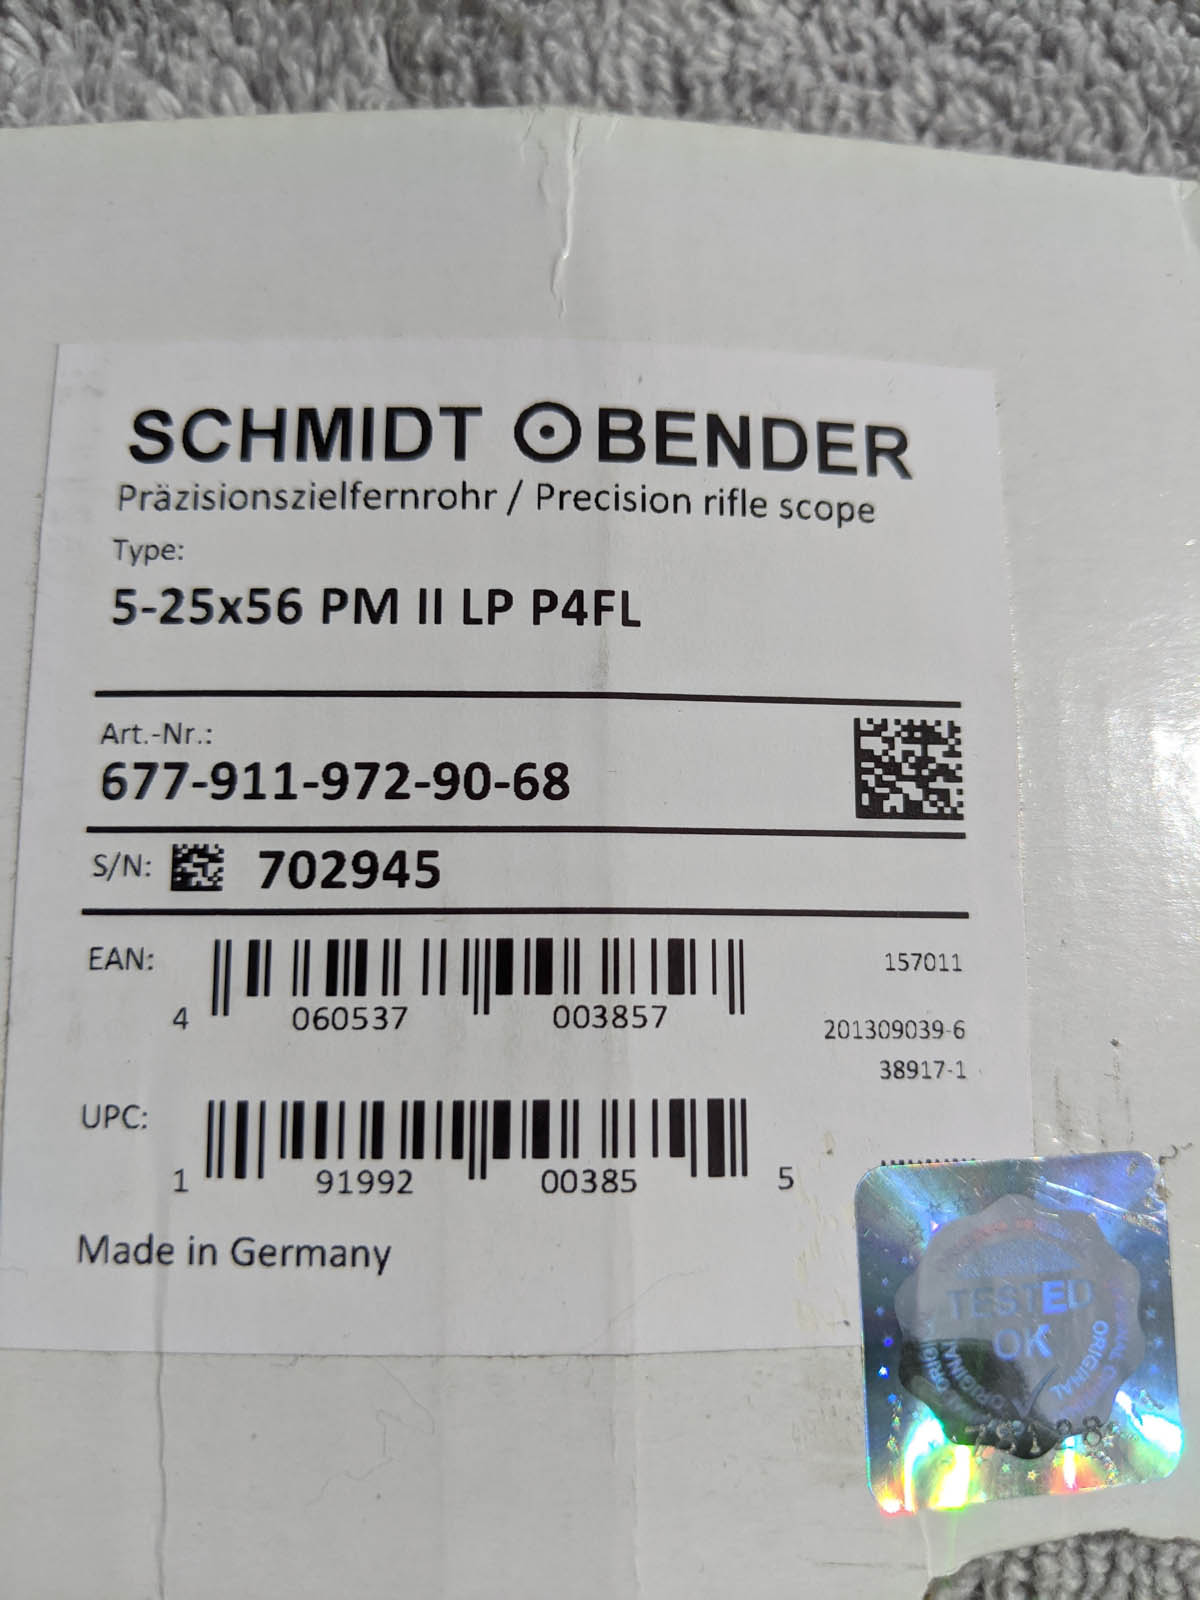 SCHMIDT BENDER
Präzisionszielfernrohr / Precision rifle scope
Type:
5-25x56 PM II LP P4FL
Art.-Nr.:
677-911-972-90-68
S/N: 702945
EAN:
4 060537 003857
157011
201309039-6
38917-1
UPC:
1 91992 00385 5
Made in Germany
TESTED
OK
ORIGINAL
ORIGINAL